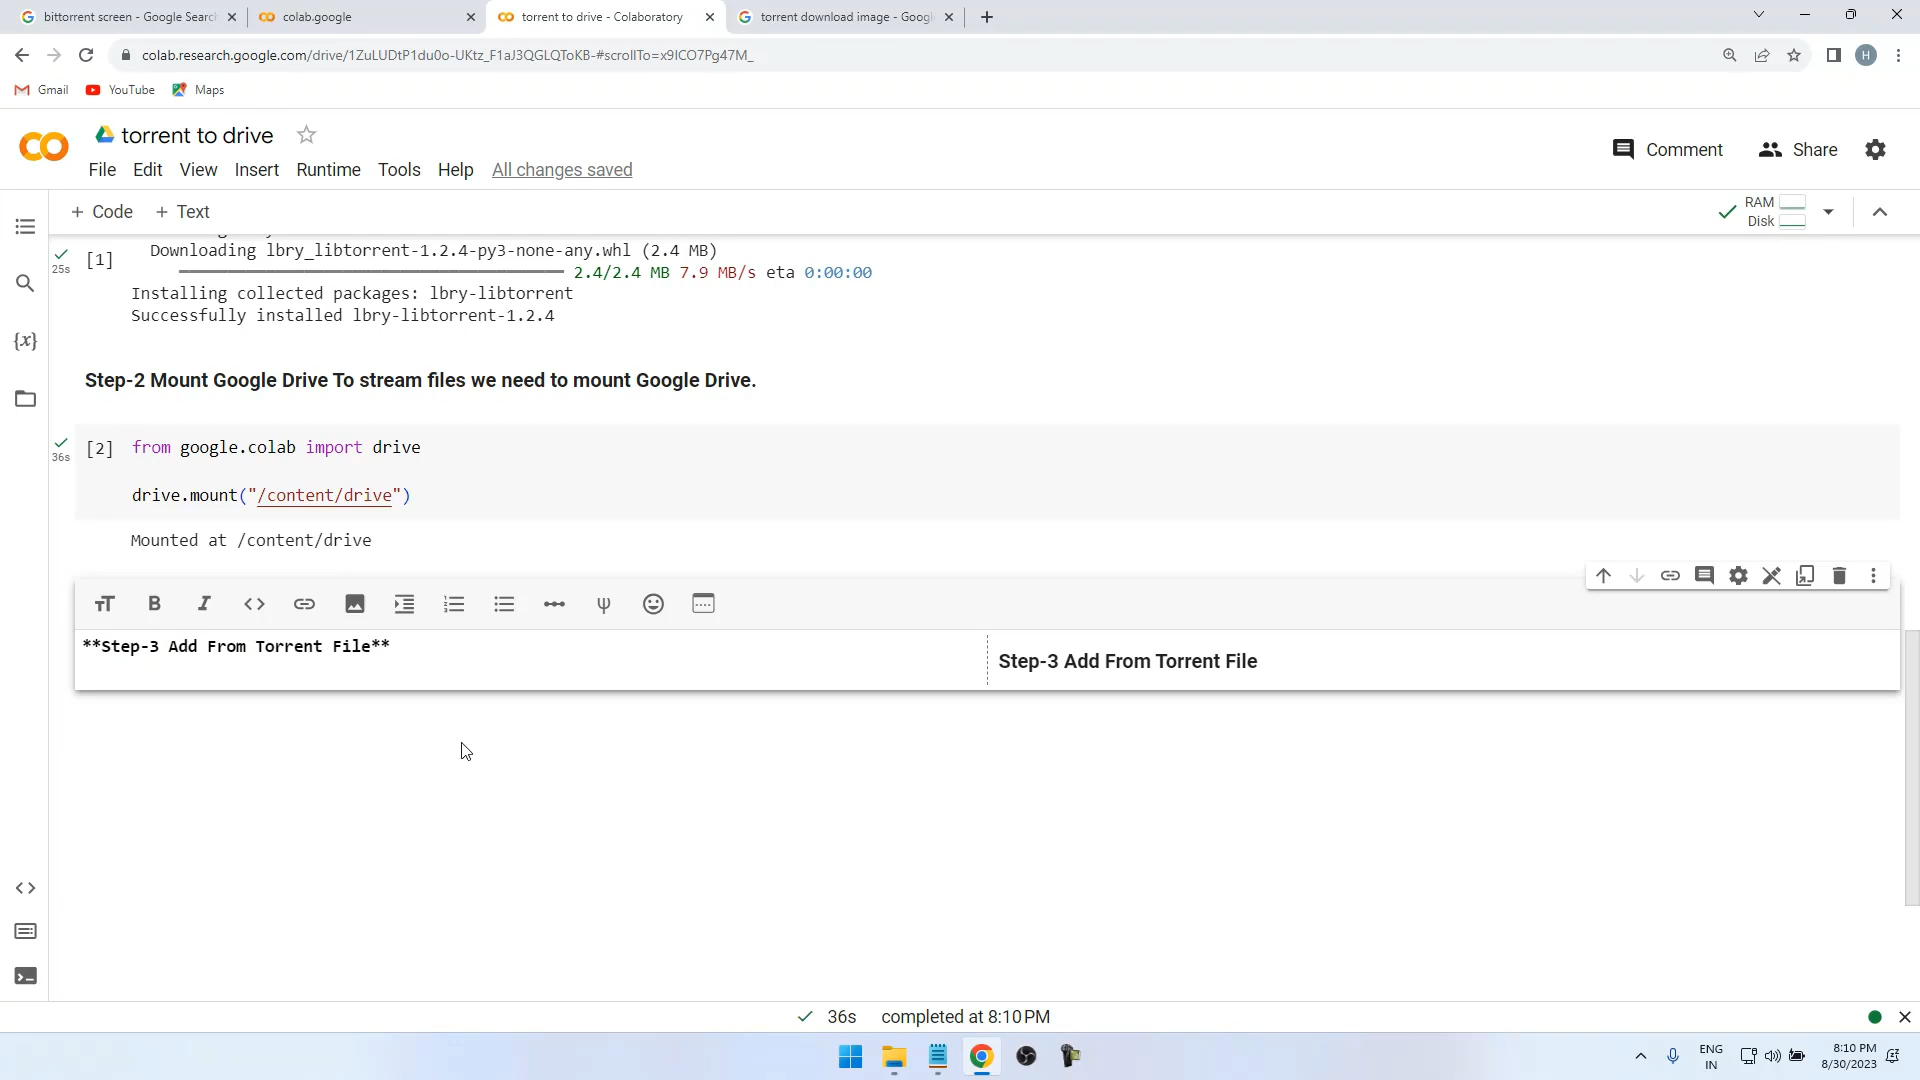 bittorrent screen - Google Search
colab.google
torrent to drive - Colaboratory
torrent download image - Googl
colab.research.google.com/drive/1ZuLUDtP1du0o-UKtz_F1aJ3QGLQToKB-#scrollTo=x9ICO7Pg47M_
H
Gmail
YouTube
Maps
torrent to drive
Comment
Share
File Edit View Insert Runtime Tools Help All changes saved
+ Code + Text
RAM
Disk
Downloading lbry_libtorrent-1.2.4-py3-none-any.whl (2.4 MB)
25s
[1]
2.4/2.4 MB 7.9 MB/s eta 0:00:00
Installing collected packages: lbry-libtorrent
Successfully installed lbry-libtorrent-1.2.4
{x}
Step-2 Mount Google Drive To stream files we need to mount Google Drive.
36s
[2] from google.colab import drive
drive.mount("/content/drive")
Mounted at /content/drive
**Step-3 Add From Torrent File**
Step-3 Add From Torrent File
36s completed at 8:10 PM
ENG
IN
8:10 PM
8/30/2023